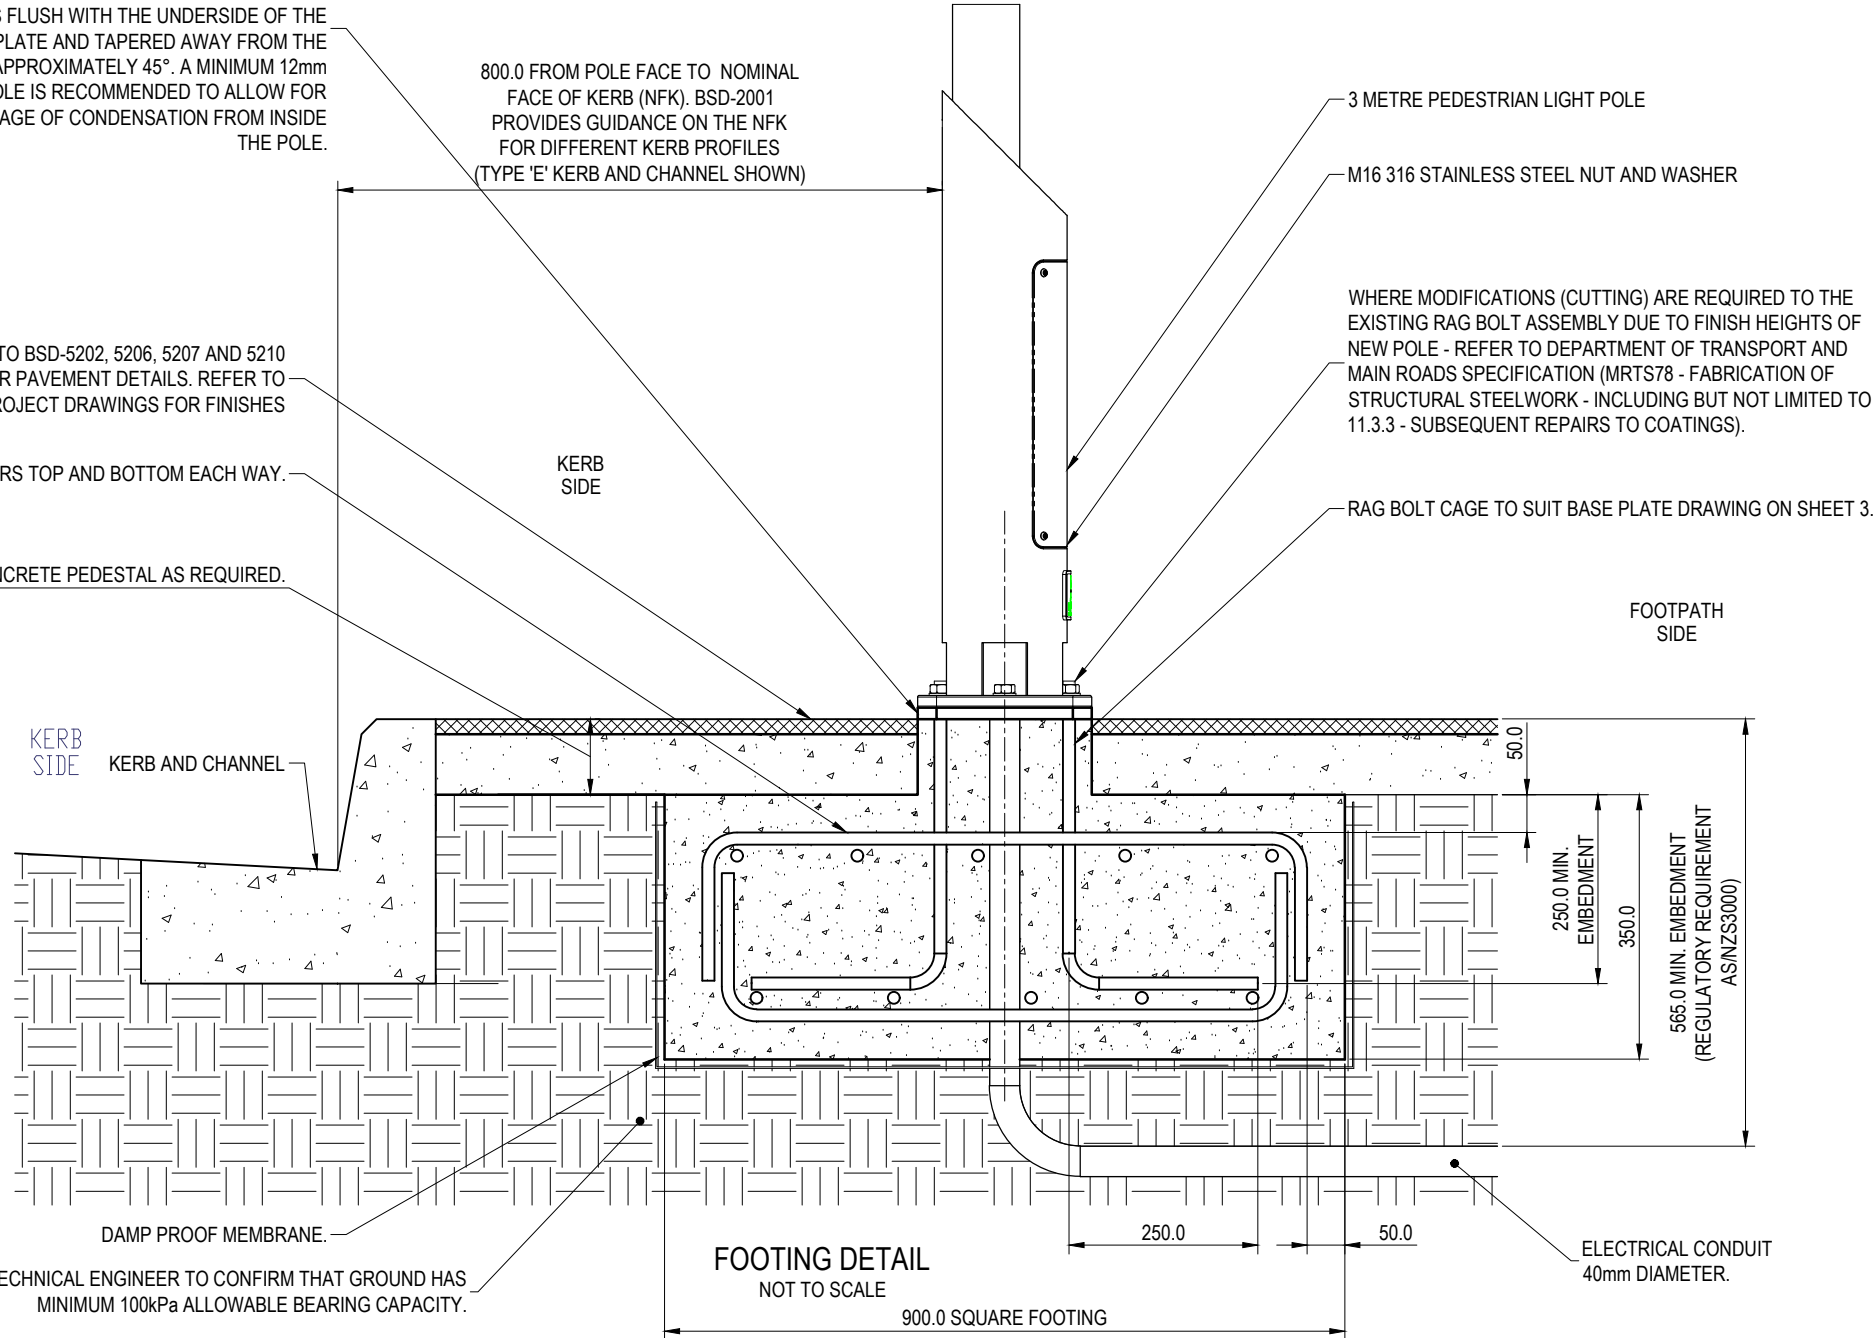 FLUSH WITH THE UNDERSIDE OF THE
PLATE AND TAPERED AWAY FROM THE
APPROXIMATELY 45°. A MINIMUM 12mm
IS RECOMMENDED TO ALLOW FOR
OF CONDENSATION FROM INSIDE
THE POLE.
800.0 FROM POLE FACE TO NOMINAL
FACE OF KERB (NFK). BSD-2001
PROVIDES GUIDANCE ON THE NFK
FOR DIFFERENT KERB PROFILES
(TYPE 'E' KERB AND CHANNEL SHOWN)
3 METRE PEDESTRIAN LIGHT POLE
M16 316 STAINLESS STEEL NUT AND WASHER
WHERE MODIFICATIONS (CUTTING) ARE REQUIRED TO THE
EXISTING RAG BOLT ASSEMBLY DUE TO FINISH HEIGHTS OF
NEW POLE - REFER TO DEPARTMENT OF TRANSPORT AND
MAIN ROADS SPECIFICATION (MRTS78 - FABRICATION OF
STRUCTURAL STEELWORK - INCLUDING BUT NOT LIMITED TO
11.3.3 - SUBSEQUENT REPAIRS TO COATINGS).
TO BSD-5202, 5206, 5207 AND 5210
PAVEMENT DETAILS. REFER TO
DRAWINGS FOR FINISHES
KERB
SIDE
TOP AND BOTTOM EACH WAY.
RAG BOLT CAGE TO SUIT BASE PLATE DRAWING ON SHEET 3.
PEDESTAL AS REQUIRED.
FOOTPATH
SIDE
KERB
SIDE
KERB AND CHANNEL
50.0
250.0 MIN.
EMBEDMENT
350.0
565.0 MIN. EMBEDMENT
(REGULATORY REQUIREMENT
AS/NZS3000)
DAMP PROOF MEMBRANE.
ENGINEER TO CONFIRM THAT GROUND HAS
MINIMUM 100kPa ALLOWABLE BEARING CAPACITY.
FOOTING DETAIL
NOT TO SCALE
250.0
50.0
900.0 SQUARE FOOTING
ELECTRICAL CONDUIT
40mm DIAMETER.